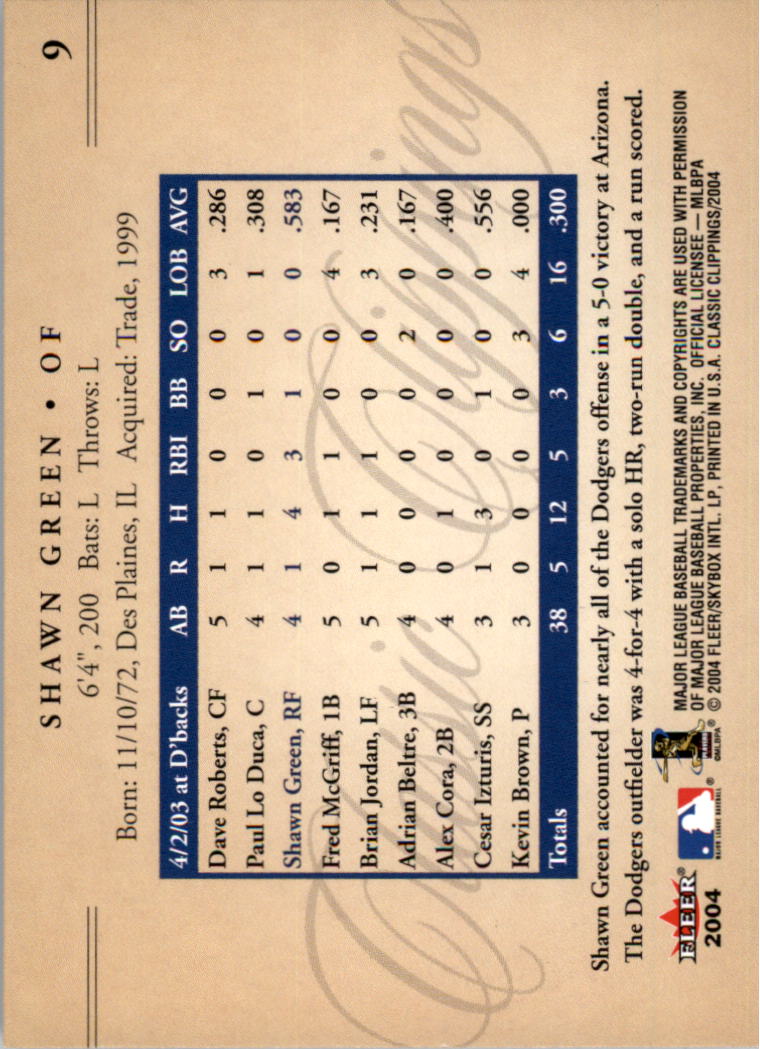 9
SHAWN GREEN • OF
6'4", 200 Bats: L Throws: L
Born: 11/10/72, Des Plaines, IL Acquired: Trade, 1999
4/2/03 at D'backs AB R H RBI BB SO LOB AVG
Dave Roberts, CF 5 1 1 0 0 0 3 .286
Paul Lo Duca, C 4 1 1 0 1 0 1 .308
Shawn Green, RF 4 1 4 3 1 0 0 .583
Fred McGriff, 1B 5 0 1 1 0 0 4 .167
Brian Jordan, LF 5 1 1 1 0 0 3 .231
Adrian Beltre, 3B 4 0 0 0 0 2 0 .167
Alex Cora, 2B 4 0 1 0 0 0 0 .400
Cesar Izturis, SS 3 1 3 0 1 0 0 .556
Kevin Brown, P 3 0 0 0 0 3 4 .000
Totals 38 5 12 5 3 6 16 .300
Classic Clippings
Shawn Green accounted for nearly all of the Dodgers offense in a 5-0 victory at Arizona.
The Dodgers outfielder was 4-for-4 with a solo HR, two-run double, and a run scored.
FLEER®
2004
MAJOR LEAGUE BASEBALL
®
©MLBPA
®
MAJOR LEAGUE BASEBALL TRADEMARKS AND COPYRIGHTS ARE USED WITH PERMISSION
OF MAJOR LEAGUE BASEBALL PROPERTIES, INC. OFFICIAL LICENSEE — MLBPA
© 2004 FLEER/SKYBOX INTL. LP, PRINTED IN U.S.A. CLASSIC CLIPPINGS/2004